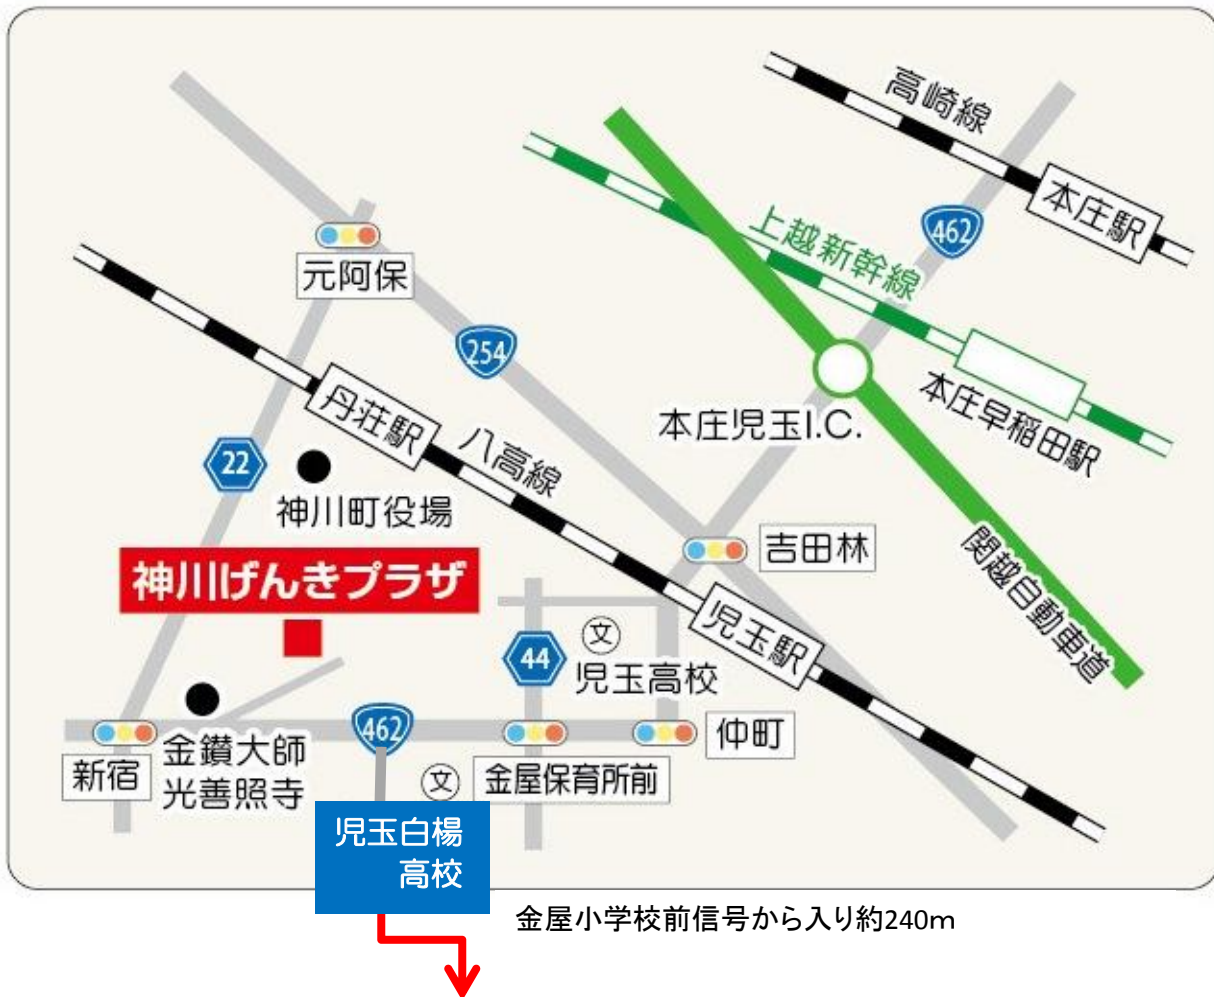 高崎線
本庄駅
462
上越新幹線
元阿保
254
本庄早稲田駅
本庄児玉I.C.
丹荘駅
八高線
22
神川町役場
吉田林
関越自動車道
神川げんきプラザ
児玉駅
文
44
児玉高校
462
仲町
新宿
金鑚大師
光善照寺
文
金屋保育所前
児玉白楊
高校
金屋小学校前信号から入り約240m